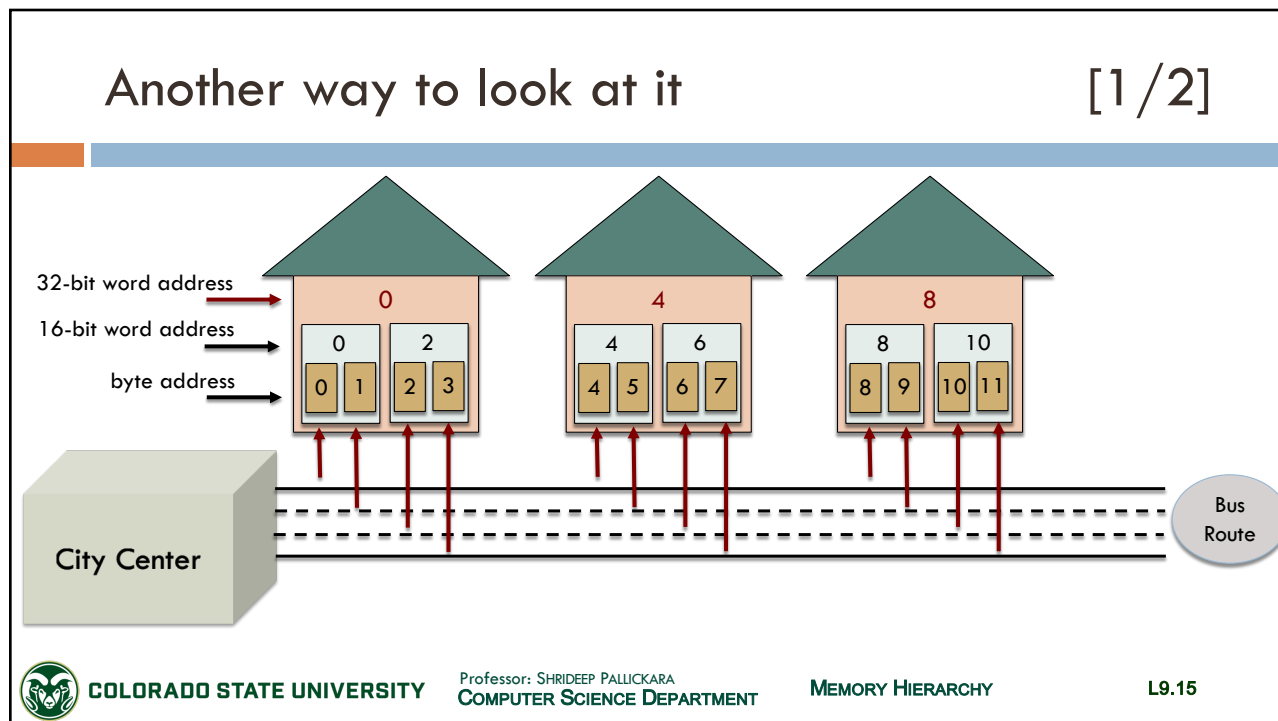 Another way to look at it [1/2]
32-bit word address 0 4 8
16-bit word address 0 2 4 6 8 10
byte address 0 1 2 3 4 5 6 7 8 9 10 11
City Center
Bus
Route
COLORADO STATE UNIVERSITY
Professor: SHRIDEEP PALLICKARA
COMPUTER SCIENCE DEPARTMENT
MEMORY HIERARCHY
L9.15